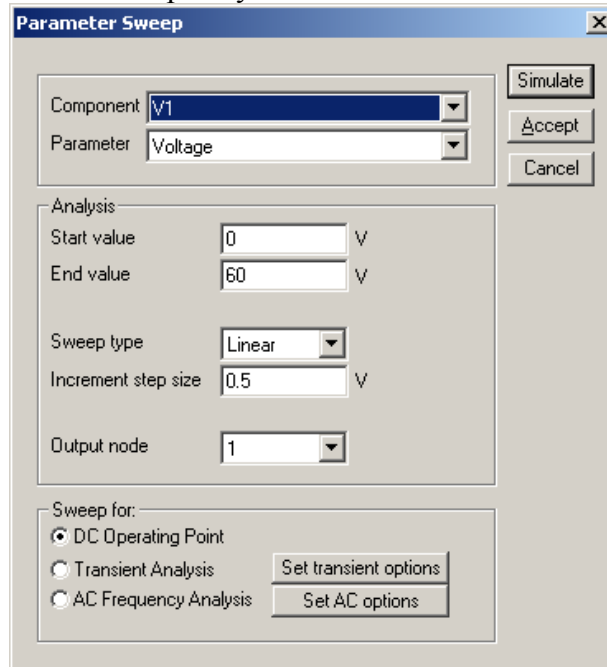 Parameter Sweep
Component V1
Parameter Voltage
Simulate
Accept
Cancel
Analysis
Start value 0 V
End value 60 V
Sweep type Linear
Increment step size 0.5 V
Output node 1
Sweep for:
DC Operating Point
Transient Analysis Set transient options
AC Frequency Analysis Set AC options